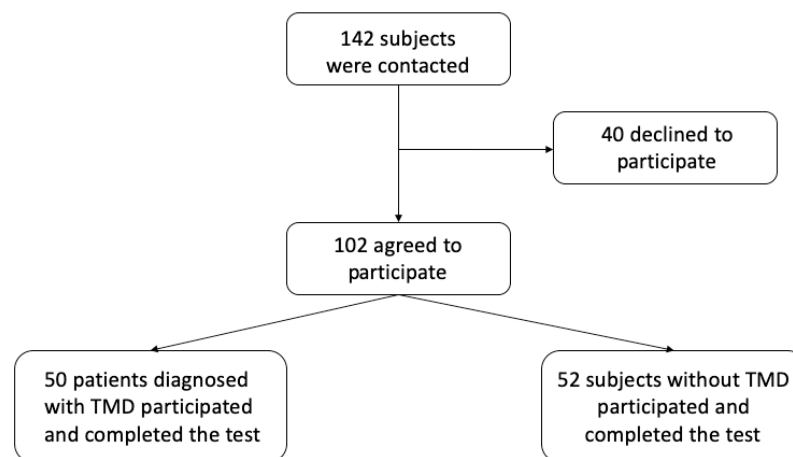 142 subjects
were contacted
40 declined to
participate
102 agreed to
participate
50 patients diagnosed
with TMD participated
and completed the test
52 subjects without TMD
participated and
completed the test